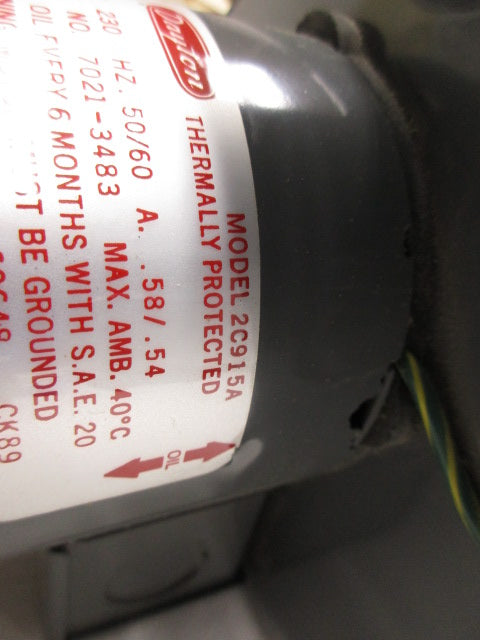 Dayton
MODEL 2C915A
THERMALLY PROTECTED
230 HZ. 50/60 A. .58/.54
NO. 7021-3483 MAX. AMB. 40°C
OIL EVERY 6 MONTHS WITH S.A.E. 20
BE GROUNDED
CK89
OIL